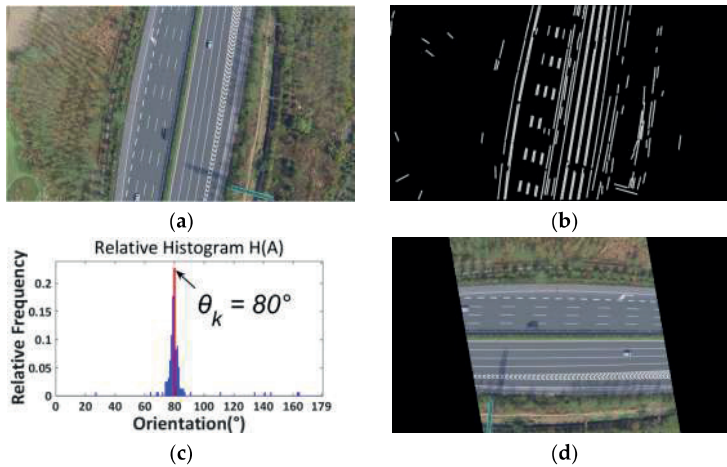 (a)
(b)
Relative Histogram H(A)
Relative Frequency
0.2
0.15
0.1
0.05
0
θk = 80°
0 20 40 60 80 100 120 140 160 179
Orientation(°)
(c)
(d)